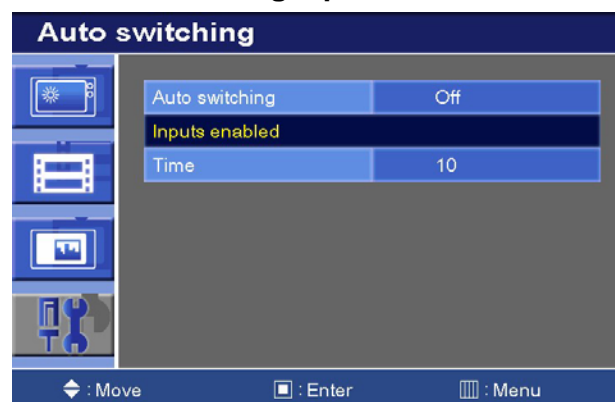 Auto switching
Auto switching Off
Inputs enabled
Time 10
: Move : Enter : Menu